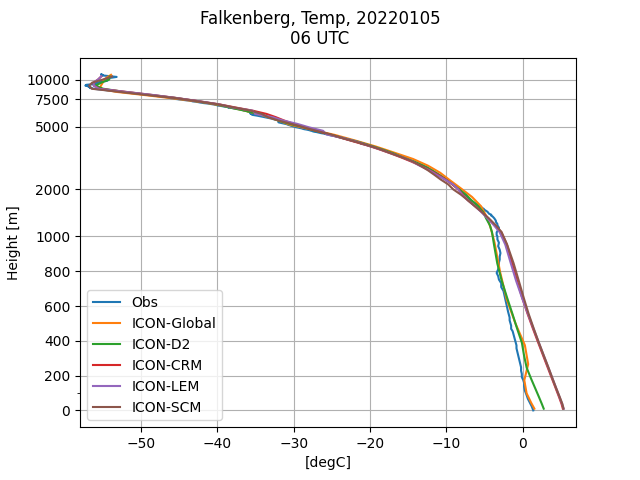 Falkenberg, Temp, 20220105
06 UTC
Height [m]
10000
7500
5000
2000
1000
800
600
400
200
0
Obs
ICON-Global
ICON-D2
ICON-CRM
ICON-LEM
ICON-SCM
−50 −40 −30 −20 −10 0
[degC]